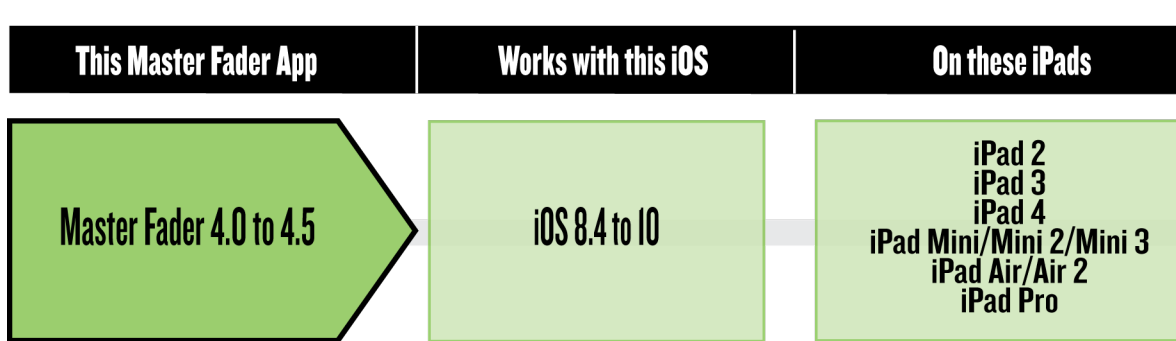 This Master Fader App
Works with this iOS
On these iPads
Master Fader 4.0 to 4.5
iOS 8.4 to 10
iPad 2
iPad 3
iPad 4
iPad Mini/Mini 2/Mini 3
iPad Air/Air 2
iPad Pro